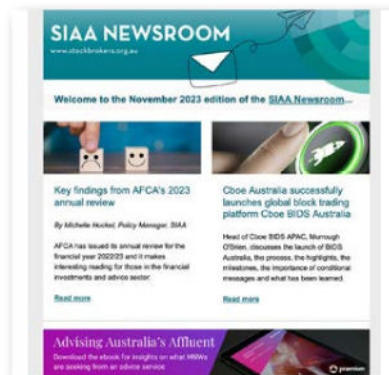 SIAA NEWSROOM
www.stockbrokers.org.au
Welcome to the November 2023 edition of the SIAA Newsroom...
Key findings from AFCA's 2023
annual review
By Michelle Huckel, Policy Manager, SIAA
AFCA has issued its annual review for the
financial year 2022/23 and it makes
interesting reading for those in the financial
investments and advice sector.
Read more
Cboe Australia successfully
launches global block trading
platform Cboe BIDS Australia
Head of Cboe BIDS APAC, Murrough
O'Brien, discusses the launch of BIDS
Australia, the process, the highlights, the
milestones, the importance of conditional
messages and what has been learned.
Read more
Advising Australia's Affluent
Download the ebook for insights on what HNWs
are seeking from an advice service
praemium